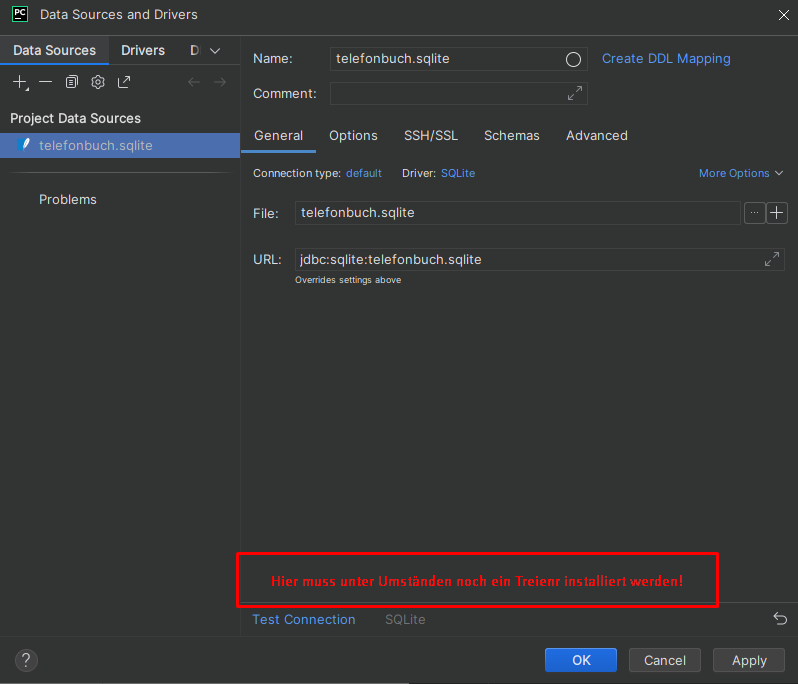 PC Data Sources and Drivers
Data Sources Drivers D
Project Data Sources
telefonbuch.sqlite
Problems
Name: telefonbuch.sqlite Create DDL Mapping
Comment:
General Options SSH/SSL Schemas Advanced
Connection type: default Driver: SQLite More Options
File: telefonbuch.sqlite ...
URL: jdbc:sqlite:telefonbuch.sqlite
Overrides settings above
Hier muss unter Umständen noch ein Treienr installiert werden!
Test Connection SQLite
? OK Cancel Apply